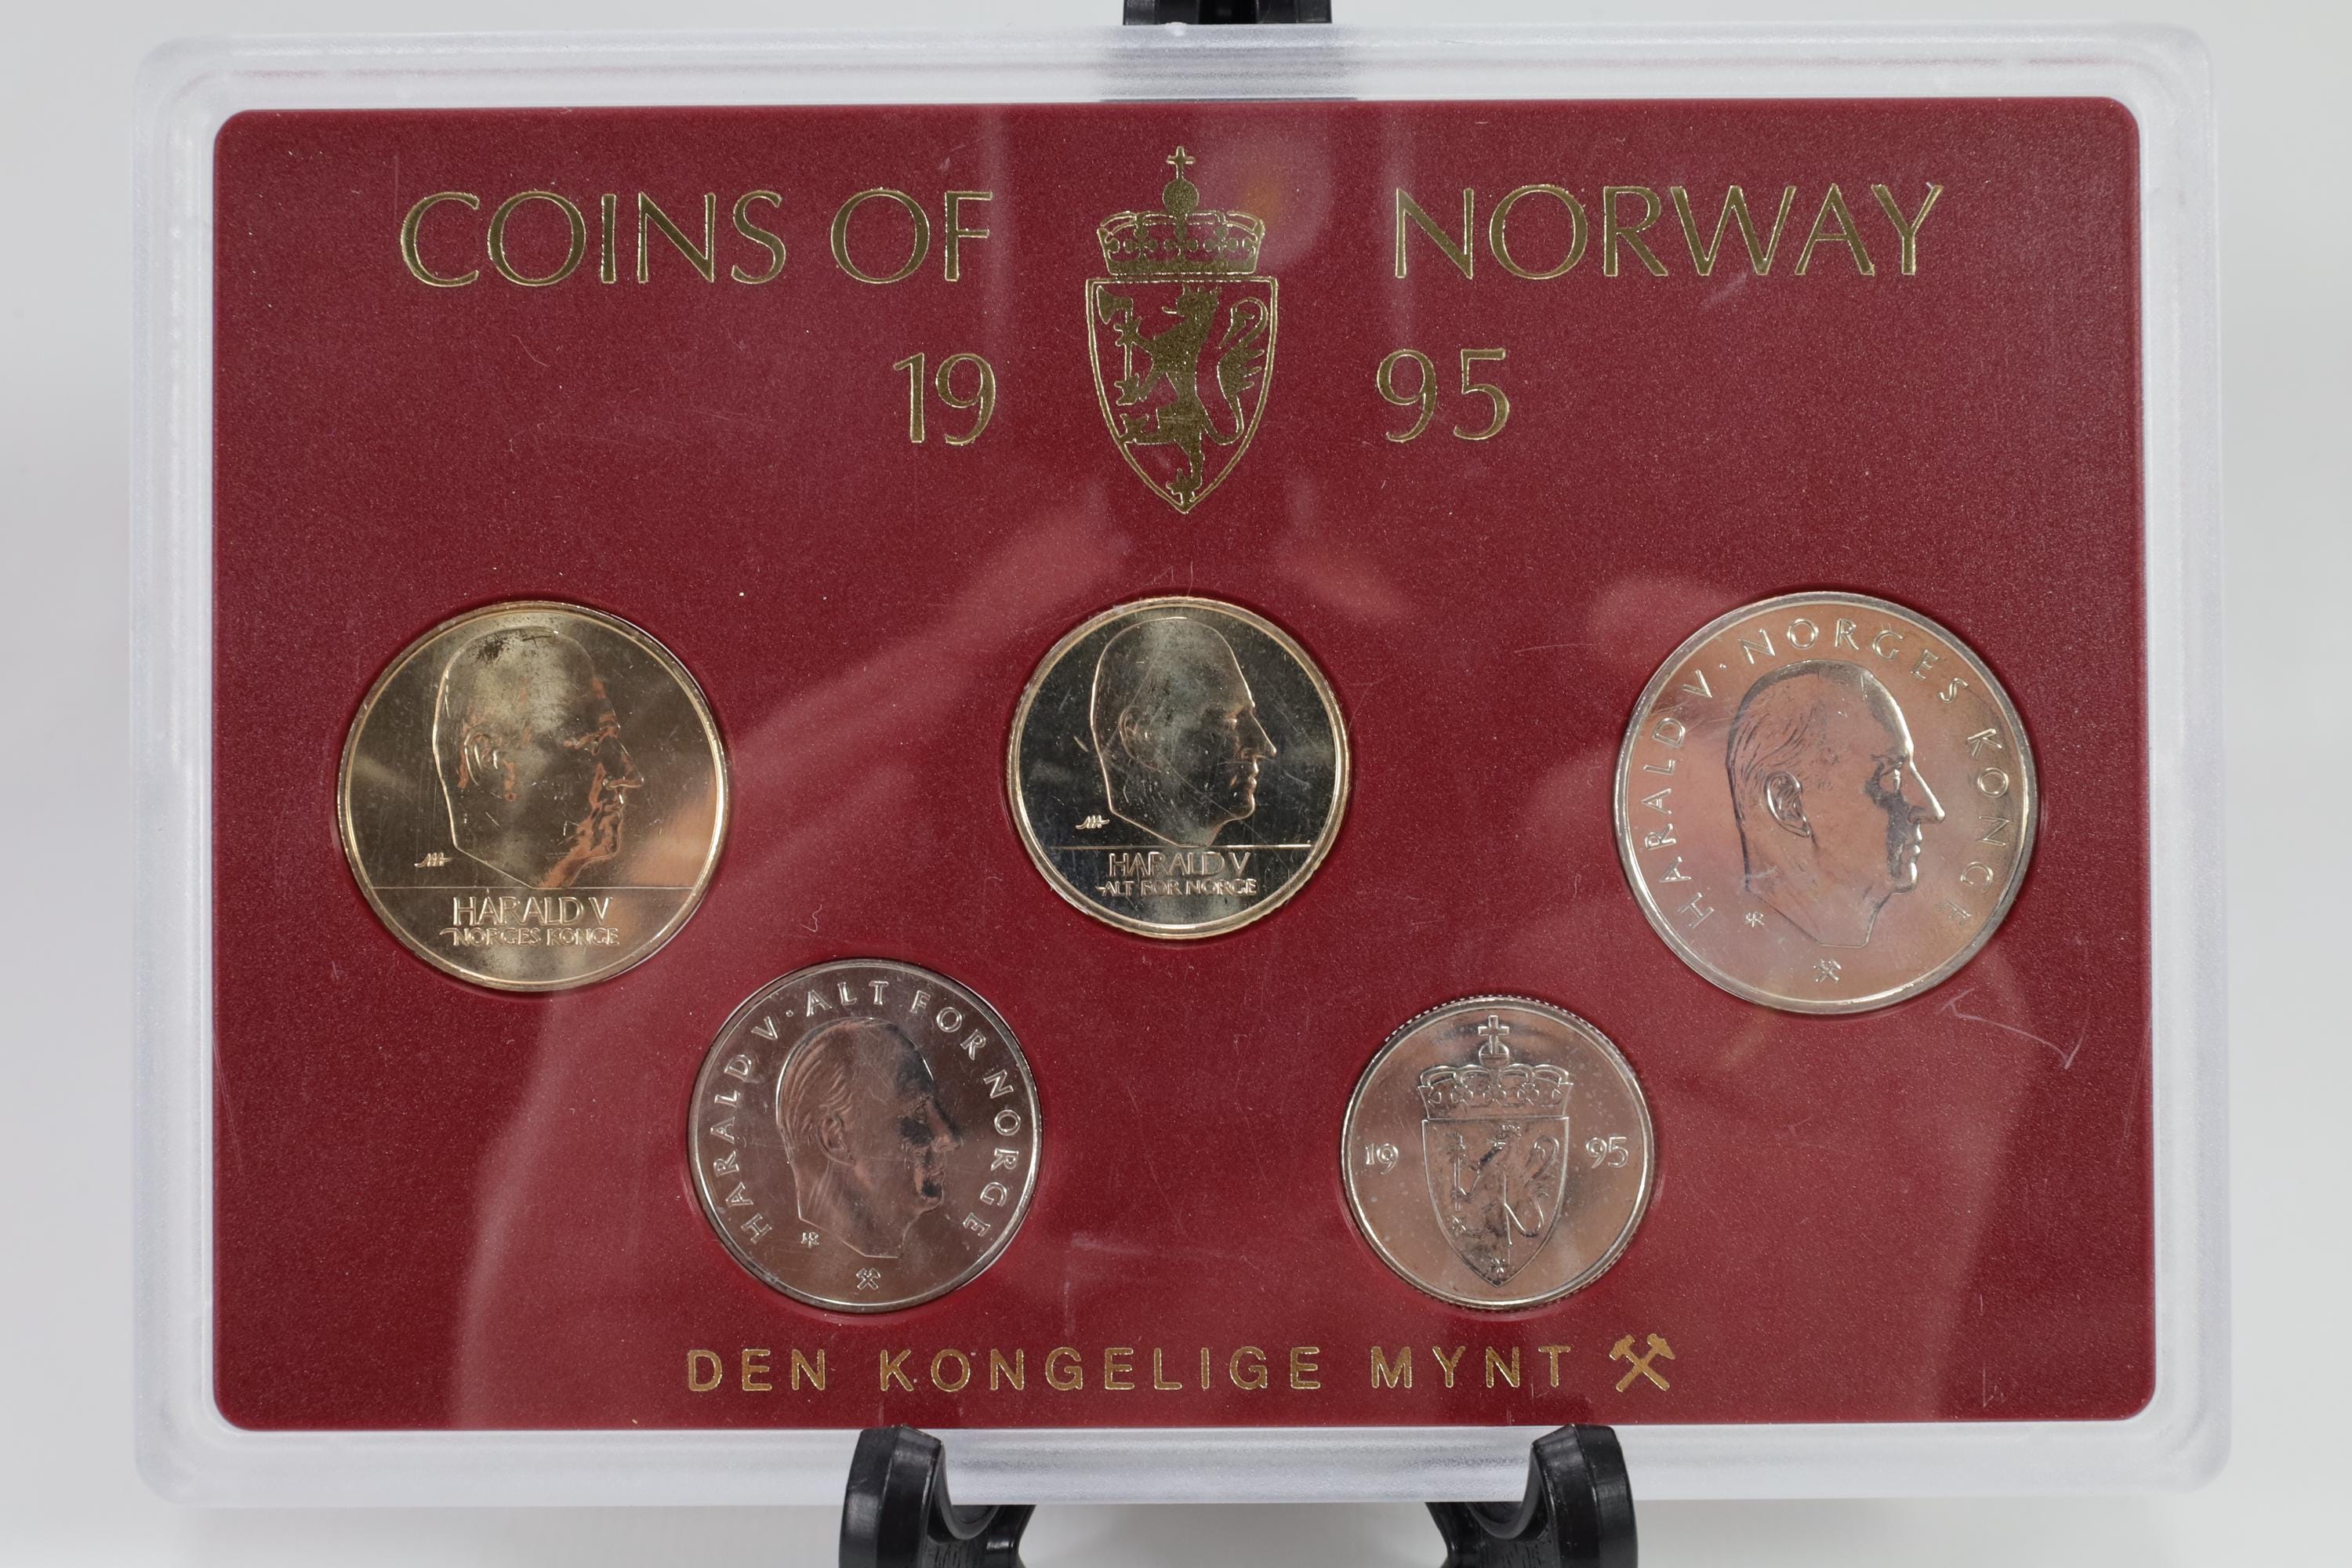 COINS OF NORWAY
19 95
HARALD V
NORGES KONGE
HARALD V
ALT FOR NORGE
HARALD V · NORGES KONGE
HARALD V · ALT FOR NORGE
19 95
DEN KONGELIGE MYNT